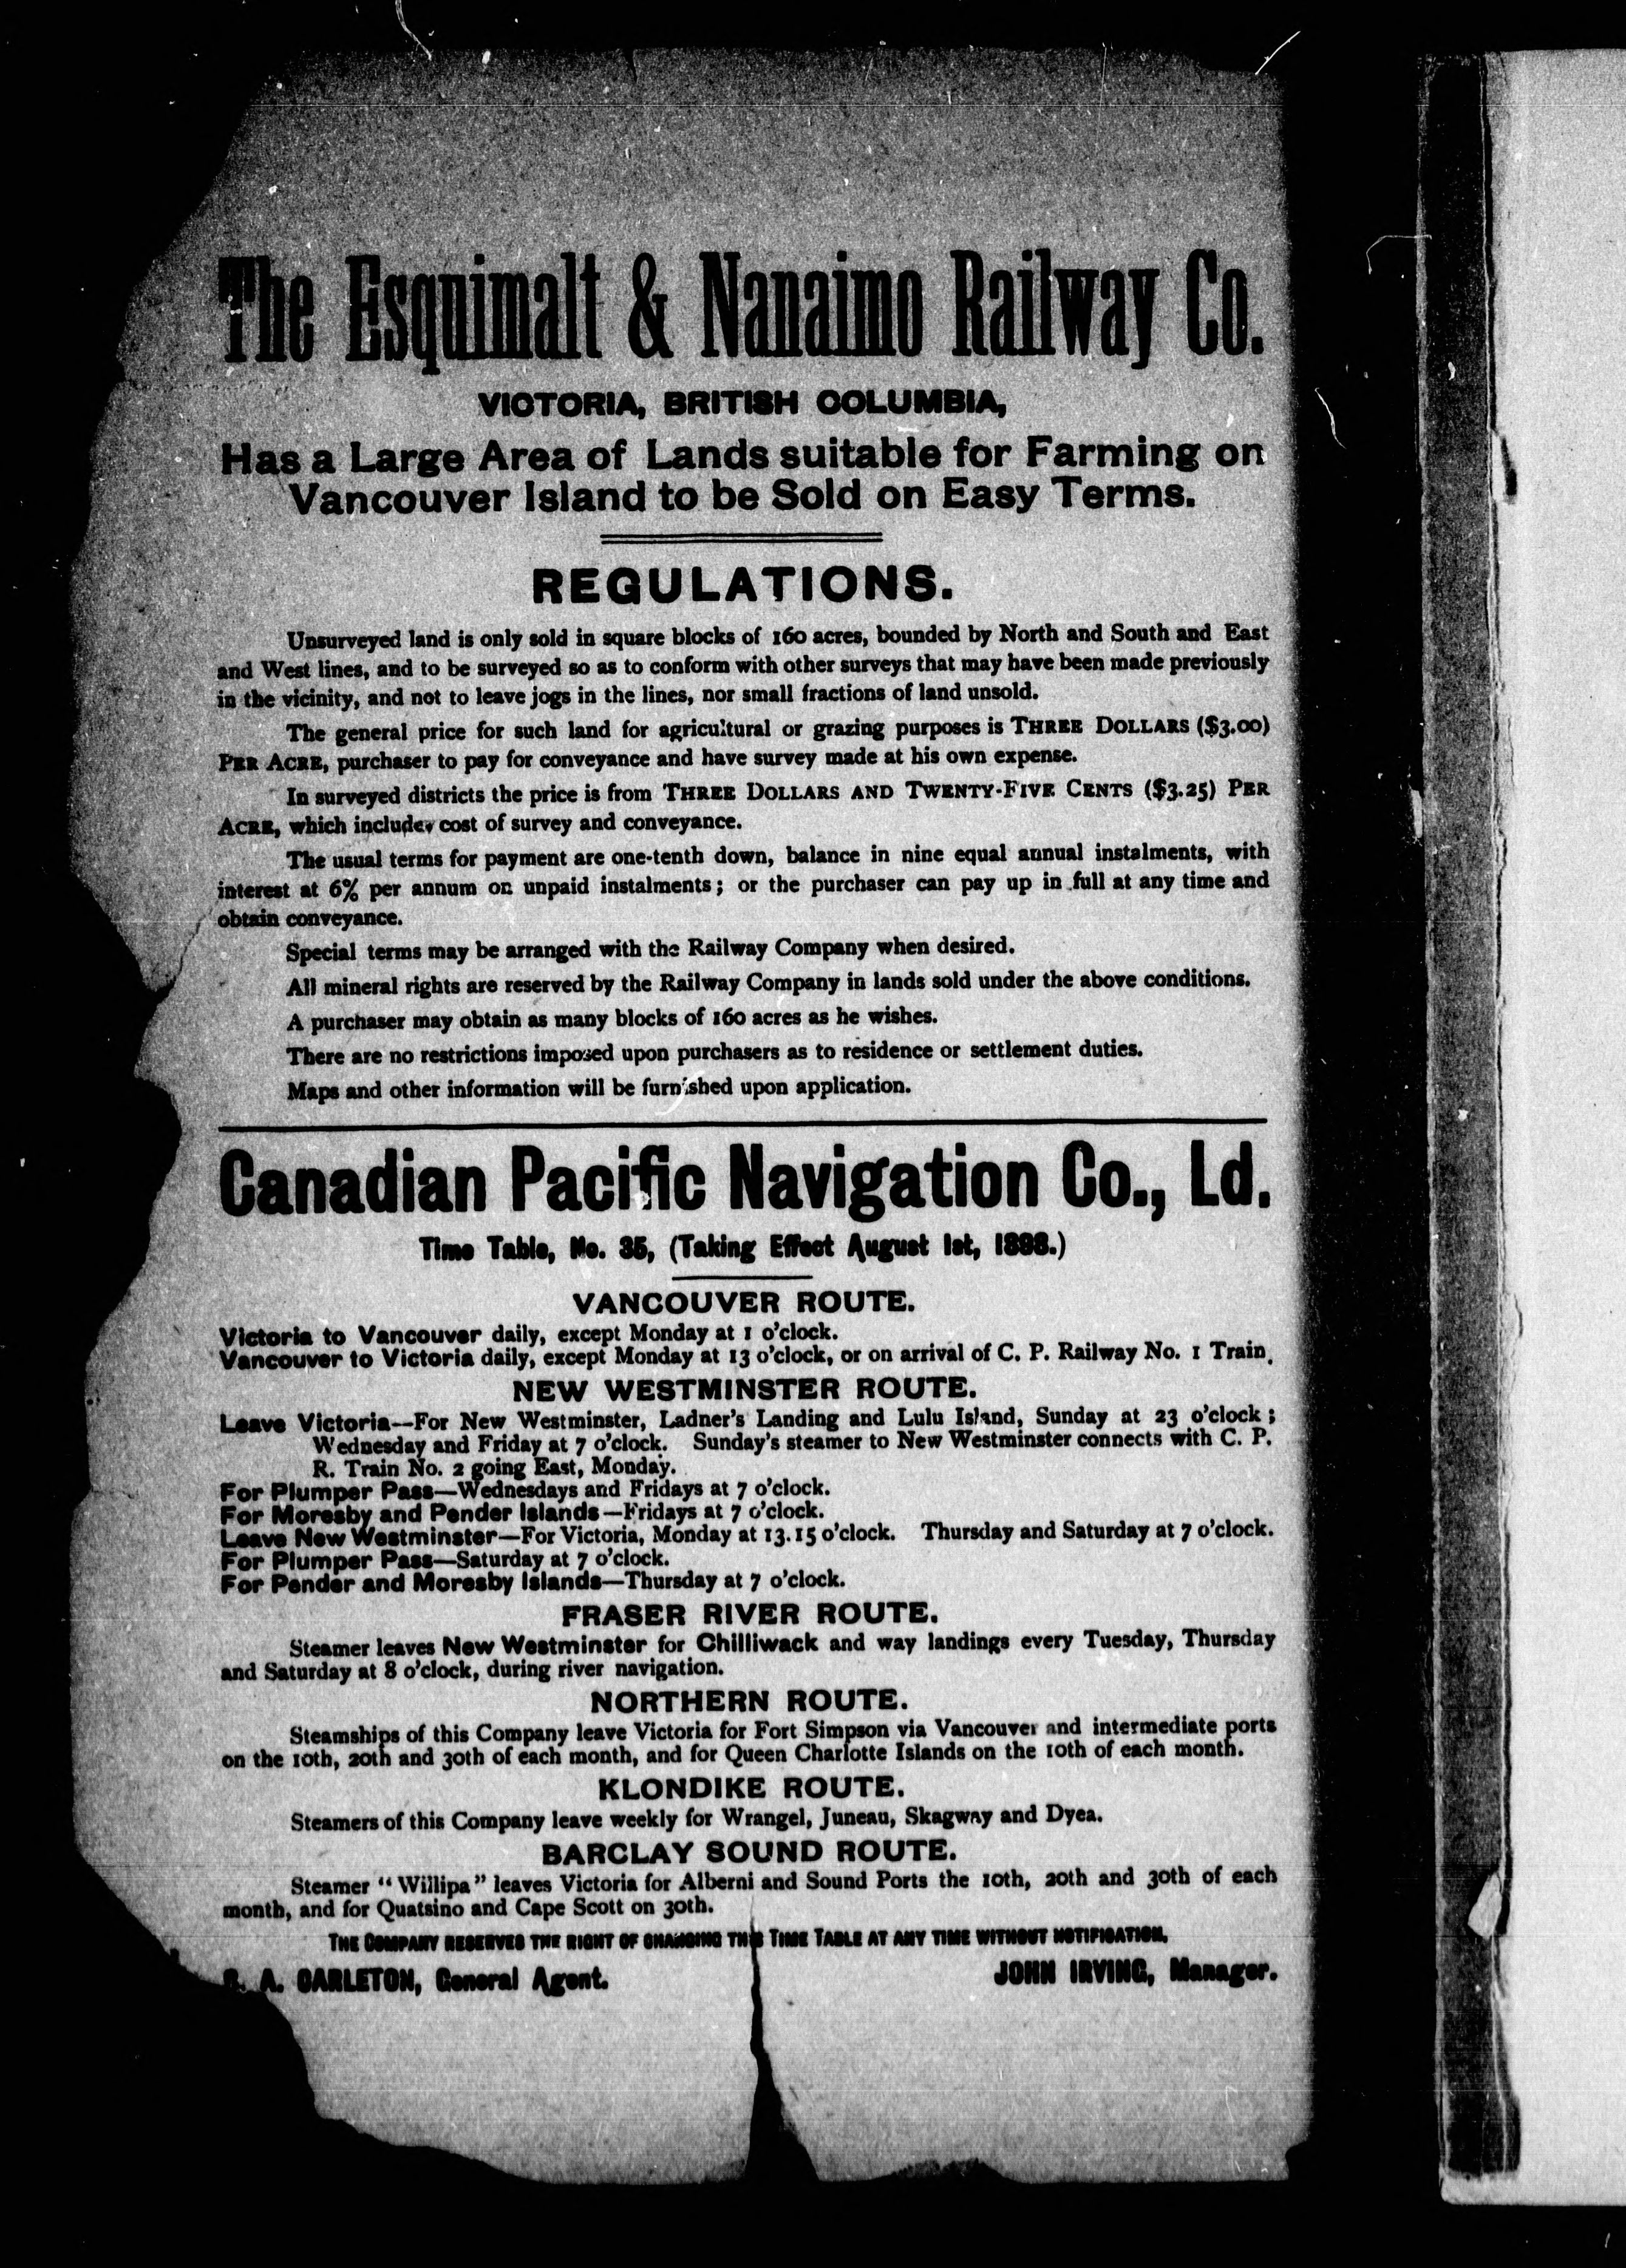 The Esquimalt & Nanaimo Railway Co.
VICTORIA, BRITISH COLUMBIA,
Has a Large Area of Lands suitable for Farming on
Vancouver Island to be Sold on Easy Terms.
REGULATIONS.
Unsurveyed land is only sold in square blocks of 160 acres, bounded by North and South and East
and West lines, and to be surveyed so as to conform with other surveys that may have been made previously
in the vicinity, and not to leave jogs in the lines, nor small fractions of land unsold.
The general price for such land for agricultural or grazing purposes is THREE DOLLARS ($3.00)
PER ACRE, purchaser to pay for conveyance and have survey made at his own expense.
In surveyed districts the price is from THREE DOLLARS AND TWENTY-FIVE CENTS ($3.25) PER
ACRE, which includes cost of survey and conveyance.
The usual terms for payment are one-tenth down, balance in nine equal annual instalments, with
interest at 6% per annum on unpaid instalments; or the purchaser can pay up in full at any time and
obtain conveyance.
Special terms may be arranged with the Railway Company when desired.
All mineral rights are reserved by the Railway Company in lands sold under the above conditions.
A purchaser may obtain as many blocks of 160 acres as he wishes.
There are no restrictions imposed upon purchasers as to residence or settlement duties.
Maps and other information will be furnished upon application.
Canadian Pacific Navigation Co., Ld.
Time Table, No. 35, (Taking Effect August 1st, 1898.)
VANCOUVER ROUTE.
Victoria to Vancouver daily, except Monday at 1 o'clock.
Vancouver to Victoria daily, except Monday at 13 o'clock, or on arrival of C. P. Railway No. 1 Train.
NEW WESTMINSTER ROUTE.
Leave Victoria—For New Westminster, Ladner's Landing and Lulu Island, Sunday at 23 o'clock;
Wednesday and Friday at 7 o'clock. Sunday's steamer to New Westminster connects with C. P.
R. Train No. 2 going East, Monday.
For Plumper Pass—Wednesdays and Fridays at 7 o'clock.
For Moresby and Pender Islands—Fridays at 7 o'clock.
Leave New Westminster—For Victoria, Monday at 13.15 o'clock. Thursday and Saturday at 7 o'clock.
For Plumper Pass—Saturday at 7 o'clock.
For Pender and Moresby Islands—Thursday at 7 o'clock.
FRASER RIVER ROUTE.
Steamer leaves New Westminster for Chilliwack and way landings every Tuesday, Thursday
and Saturday at 8 o'clock, during river navigation.
NORTHERN ROUTE.
Steamships of this Company leave Victoria for Fort Simpson via Vancouver and intermediate ports
on the 10th, 20th and 30th of each month, and for Queen Charlotte Islands on the 10th of each month.
KLONDIKE ROUTE.
Steamers of this Company leave weekly for Wrangel, Juneau, Skagway and Dyea.
BARCLAY SOUND ROUTE.
Steamer "Willipa" leaves Victoria for Alberni and Sound Ports the 10th, 20th and 30th of each
month, and for Quatsino and Cape Scott on 30th.
THE COMPANY RESERVES THE RIGHT OF CHANGING THIS TIME TABLE AT ANY TIME WITHOUT NOTIFICATION.
A. CARLETON, General Agent.
JOHN IRVING, Manager.